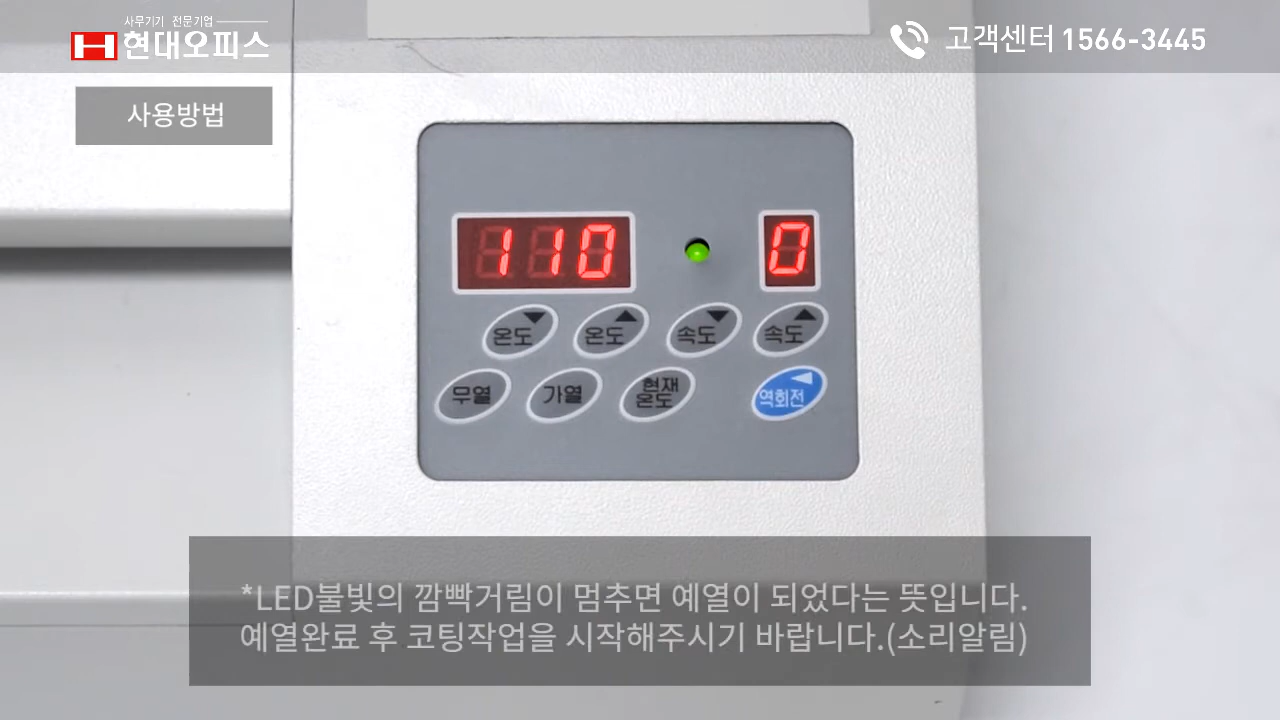 사무기기 전문기업
현대오피스
고객센터 1566-3445
사용방법
110
0
온도▼ 온도▲ 속도▼ 속도▲
무열 가열 현재온도 역회전
*LED불빛의 깜빡거림이 멈추면 예열이 되었다는 뜻입니다.
예열완료 후 코팅작업을 시작해주시기 바랍니다.(소리알림)